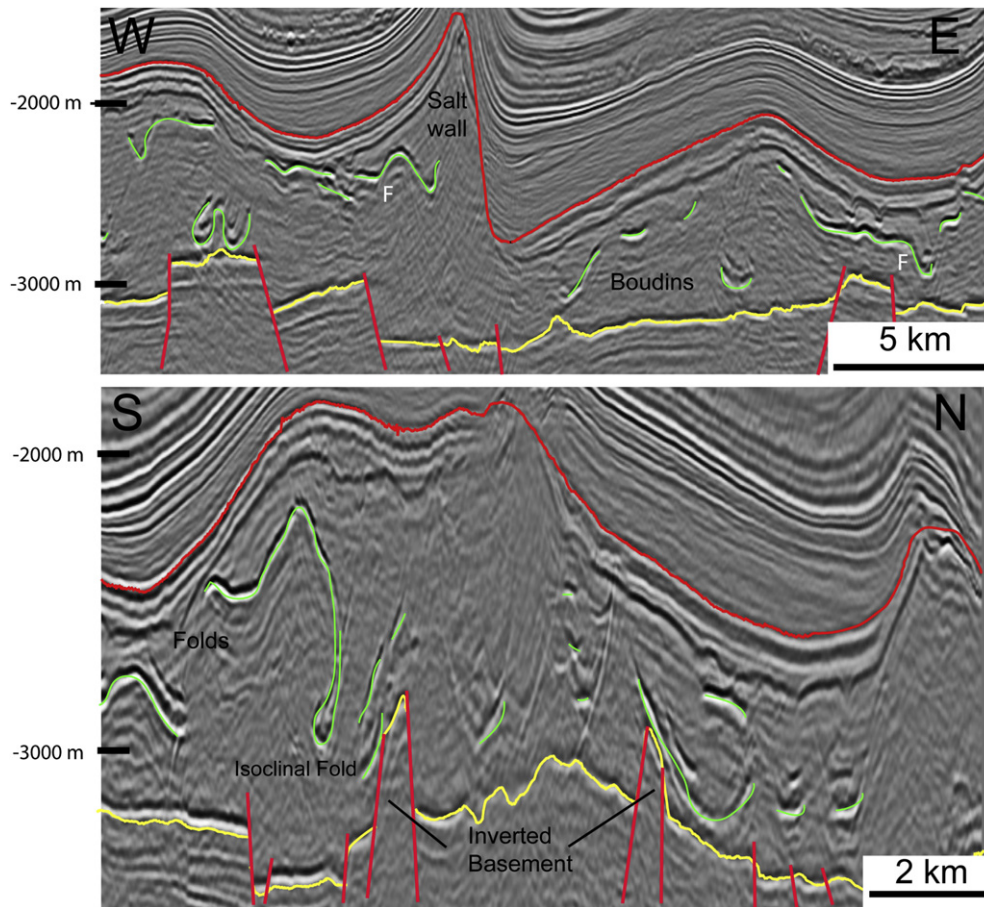 W
E
-2000 m
Salt
wall
F
-3000 m
Boudins
F
5 km
S
N
-2000 m
Folds
-3000 m
Isoclinal Fold
Inverted
Basement
2 km